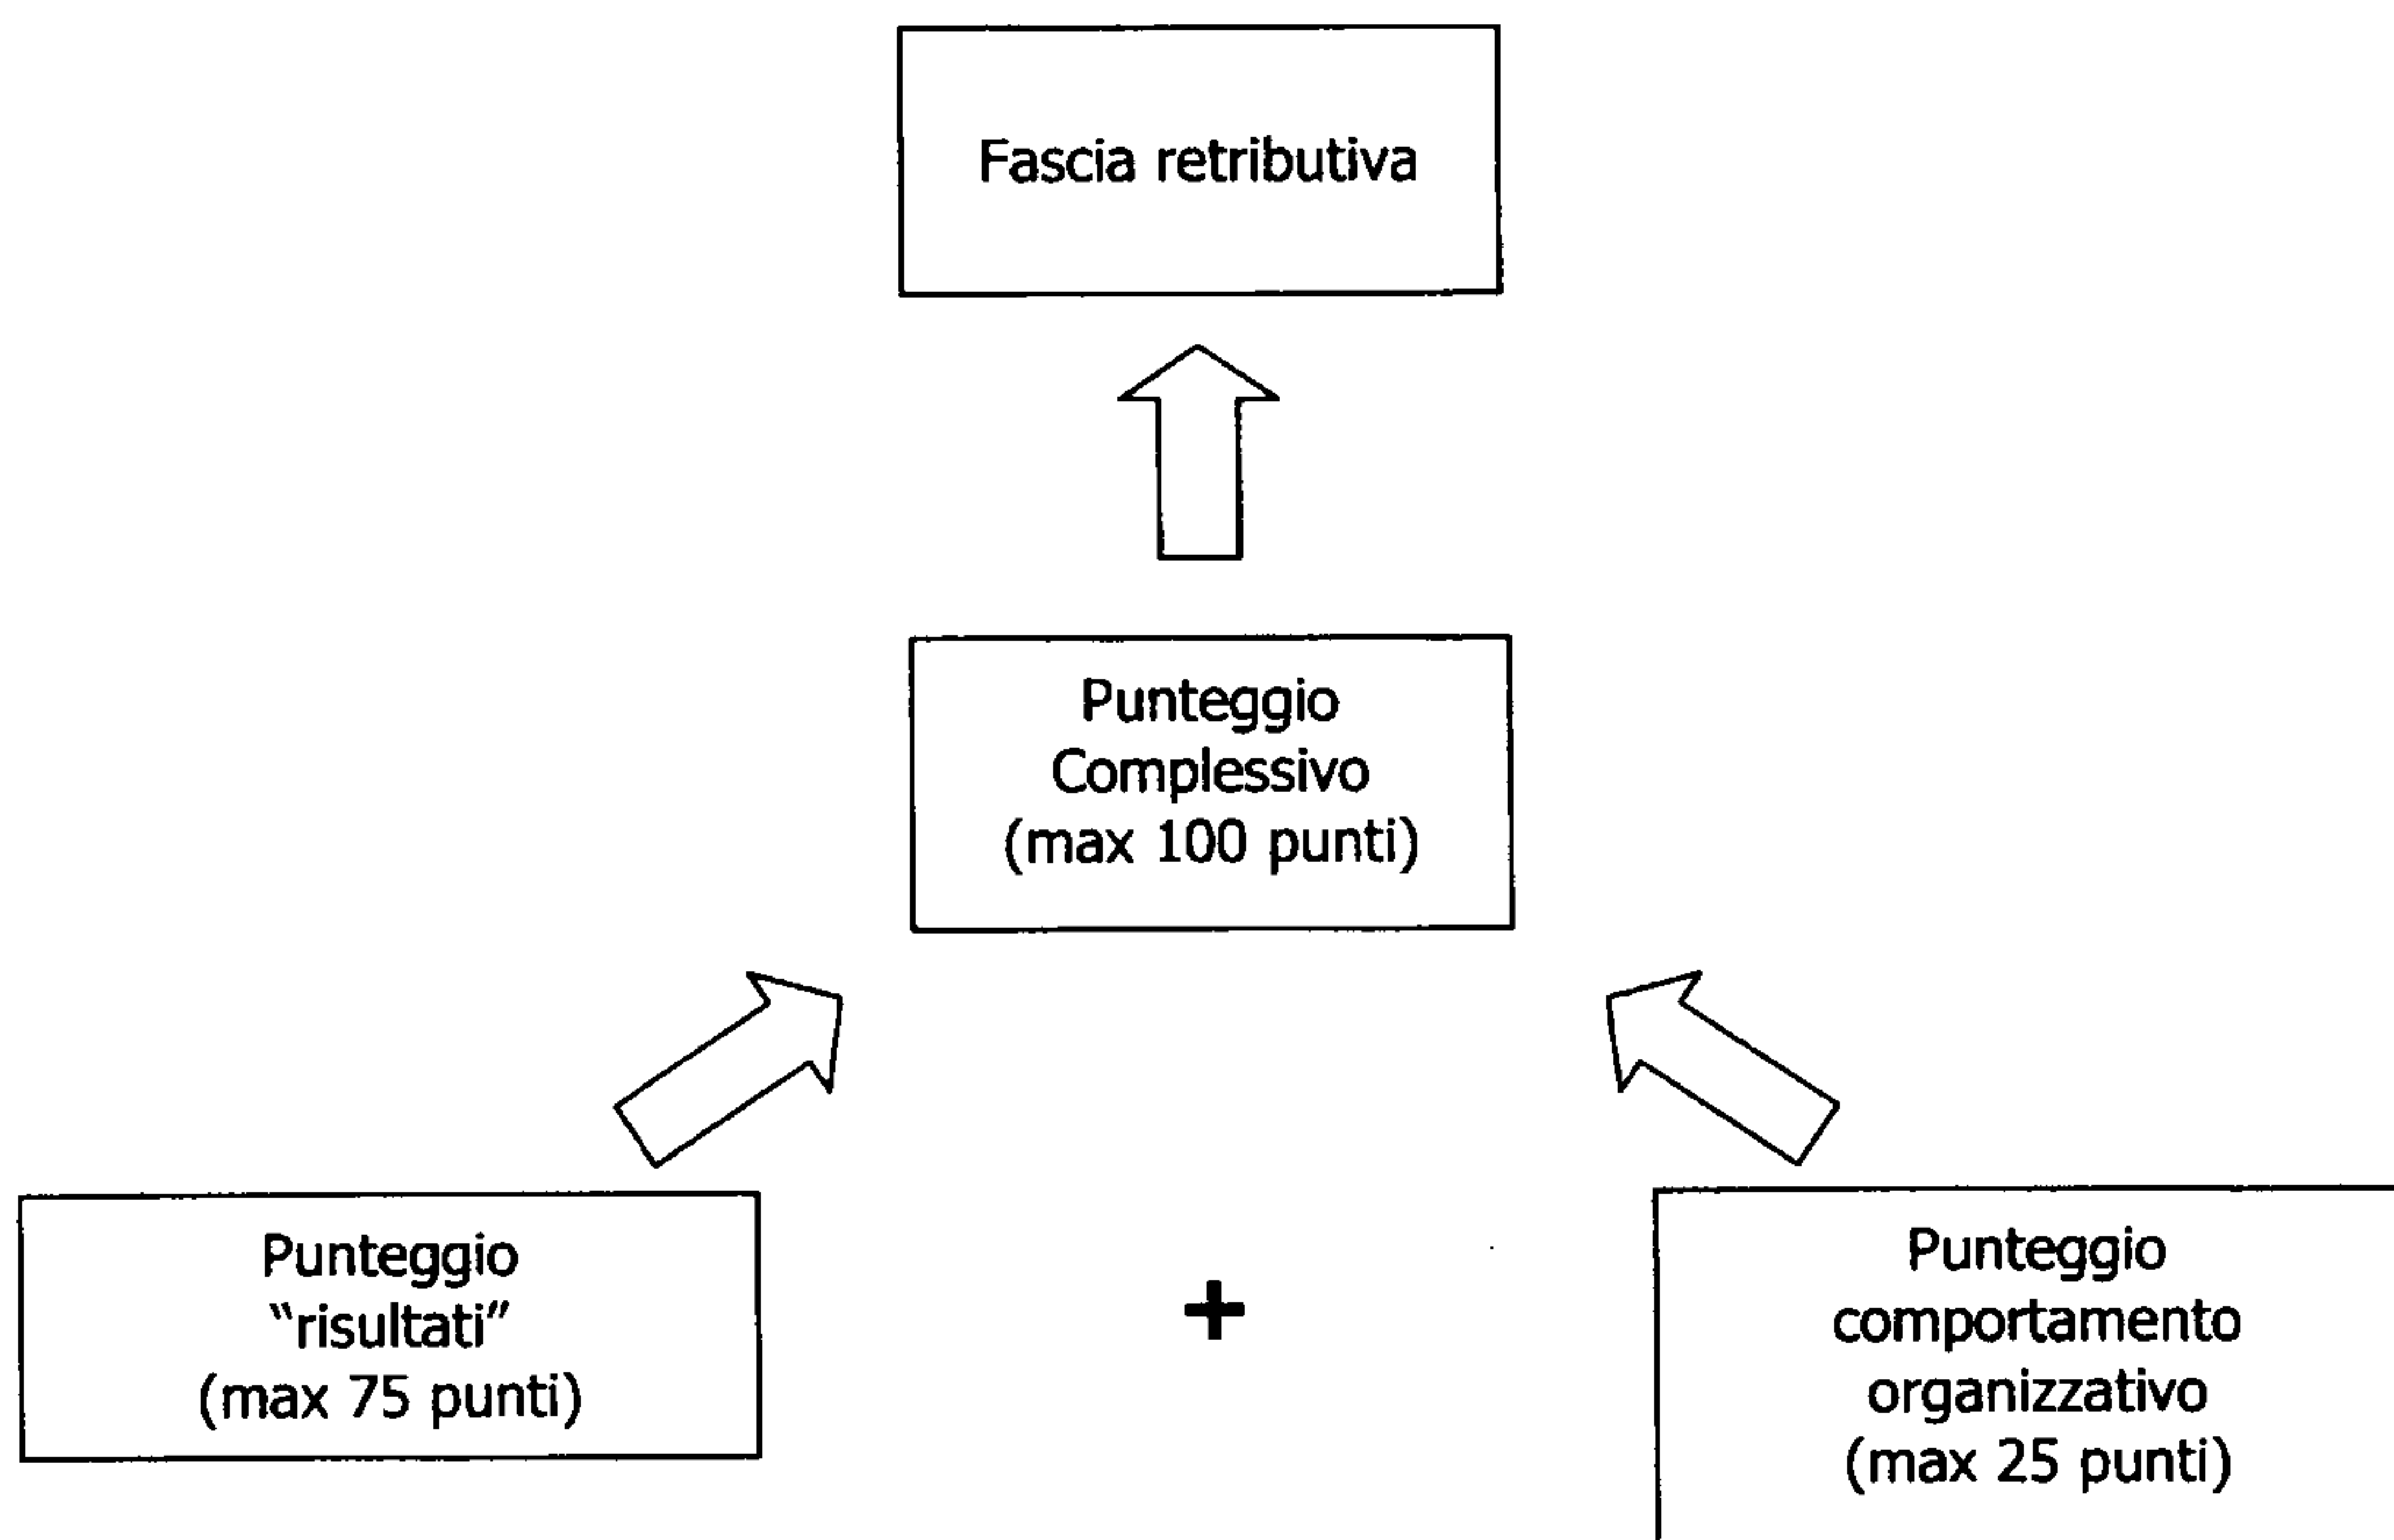 Fascia retributiva
Punteggio
Complessivo
(max 100 punti)
Punteggio
“risultati”
(max 75 punti)
+
Punteggio
comportamento
organizzativo
(max 25 punti)